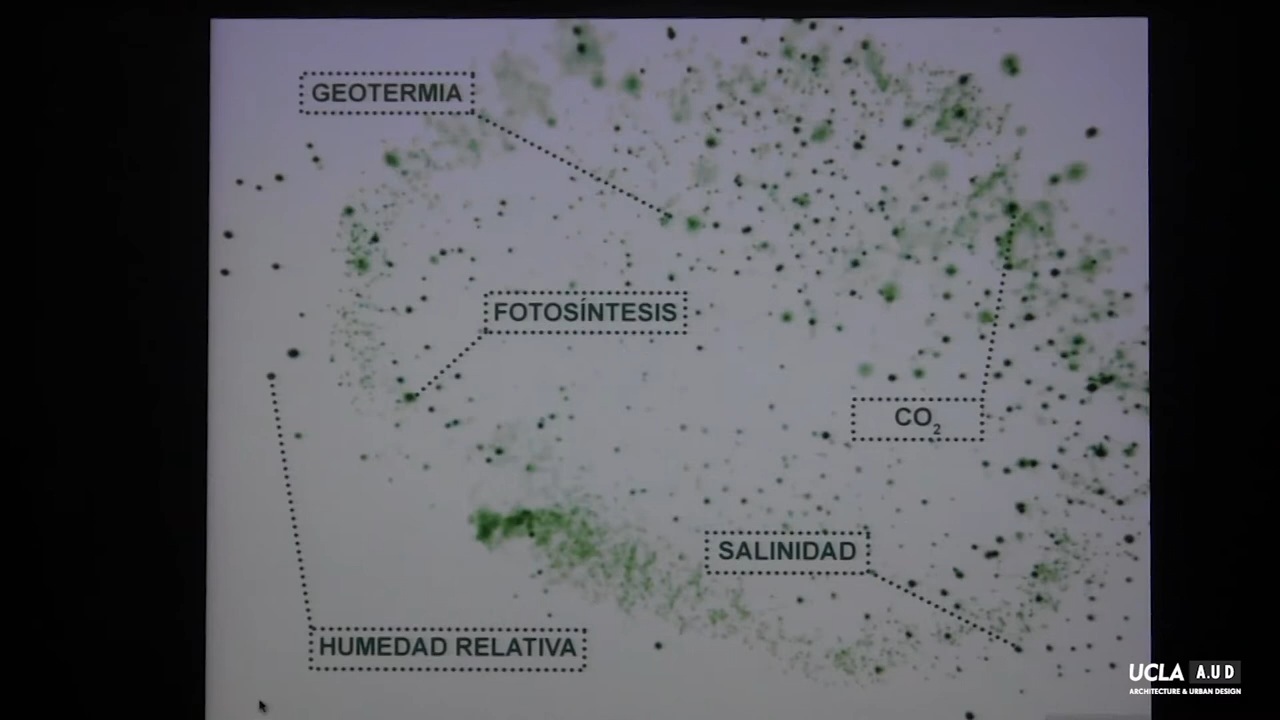 GEOTERMIA
FOTOSÍNTESIS
CO₂
SALINIDAD
HUMEDAD RELATIVA
UCLA A.U D
ARCHITECTURE & URBAN DESIGN